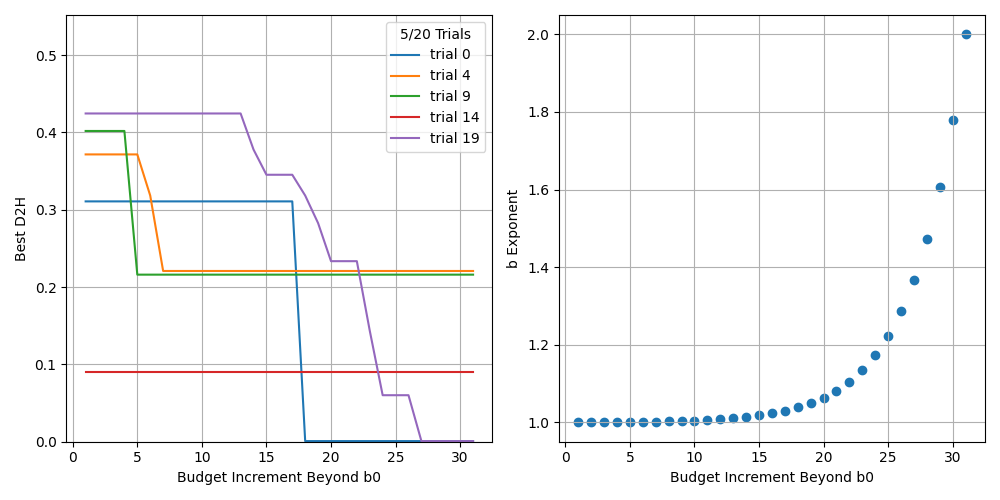 5/20 Trials
trial 0
trial 4
trial 9
trial 14
trial 19
0.5
0.4
0.3
0.2
0.1
0.0
Best D2H
0 5 10 15 20 25 30
Budget Increment Beyond b0
2.0
1.8
1.6
1.4
1.2
1.0
b Exponent
0 5 10 15 20 25 30
Budget Increment Beyond b0